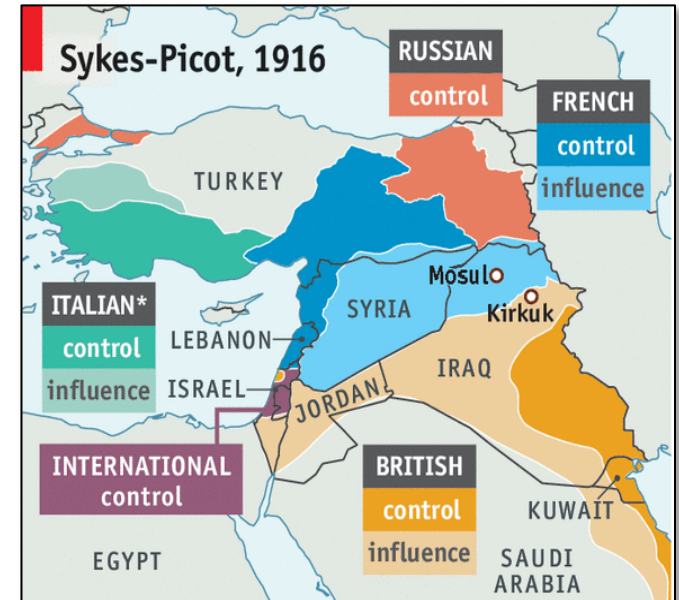 Sykes-Picot, 1916
RUSSIAN
control
FRENCH
control
influence
TURKEY
ITALIAN*
control
influence
LEBANON
SYRIA
Mosul
Kirkuk
ISRAEL
JORDAN
IRAQ
INTERNATIONAL
control
BRITISH
control
influence
KUWAIT
EGYPT
SAUDI
ARABIA